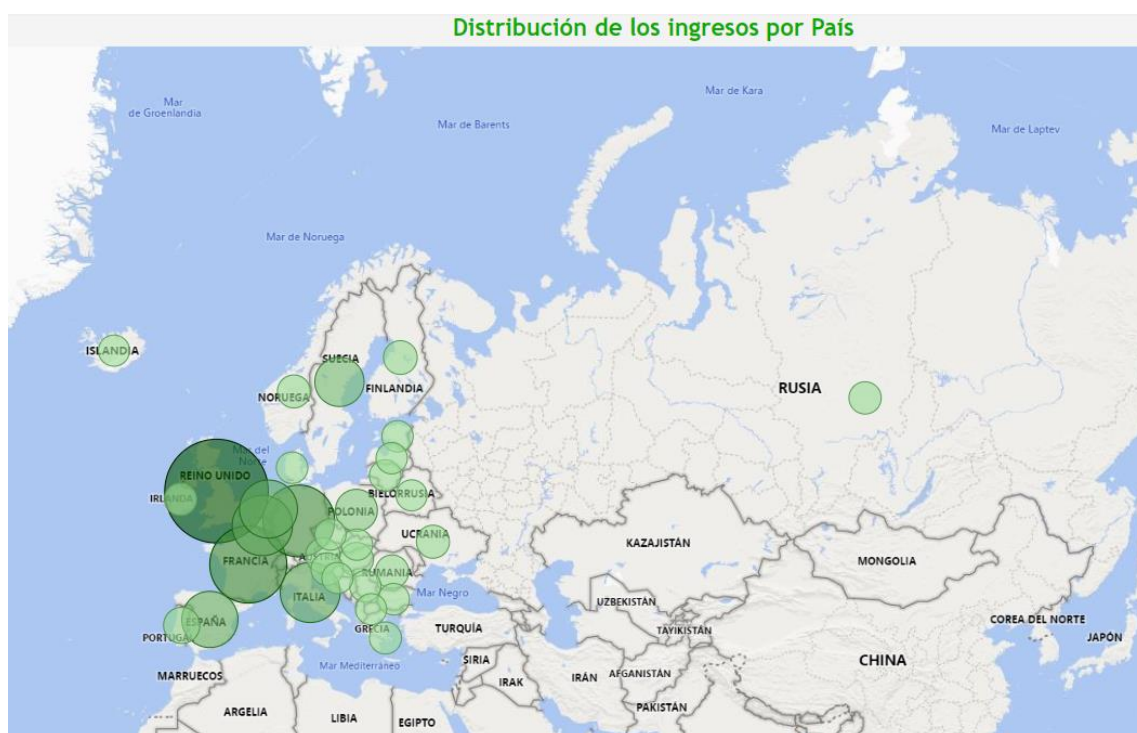 Distribución de los ingresos por País
Mar de Kara
Mar
de Groenlandia
Mar de Barents
Mar de Laptev
Mar de Noruega
ISLANDIA
SUECIA
FINLANDIA
NORUEGA
RUSIA
Mar del
Norte
REINO UNIDO
IRLANDA
BIELORRUSIA
POLONIA
UCRANIA
KAZAJISTÁN
MONGOLIA
FRANCIA
RUMANIA
ITALIA
Mar Negro
UZBEKISTÁN
ESPAÑA
PORTUGAL
GRECIA
TURQUÍA
TAYIKISTÁN
COREA DEL NORTE
JAPÓN
Mar Mediterráneo
SIRIA
CHINA
MARRUECOS
IRAK
IRÁN
AFGANISTÁN
PAKISTÁN
ARGELIA
LIBIA
EGIPTO